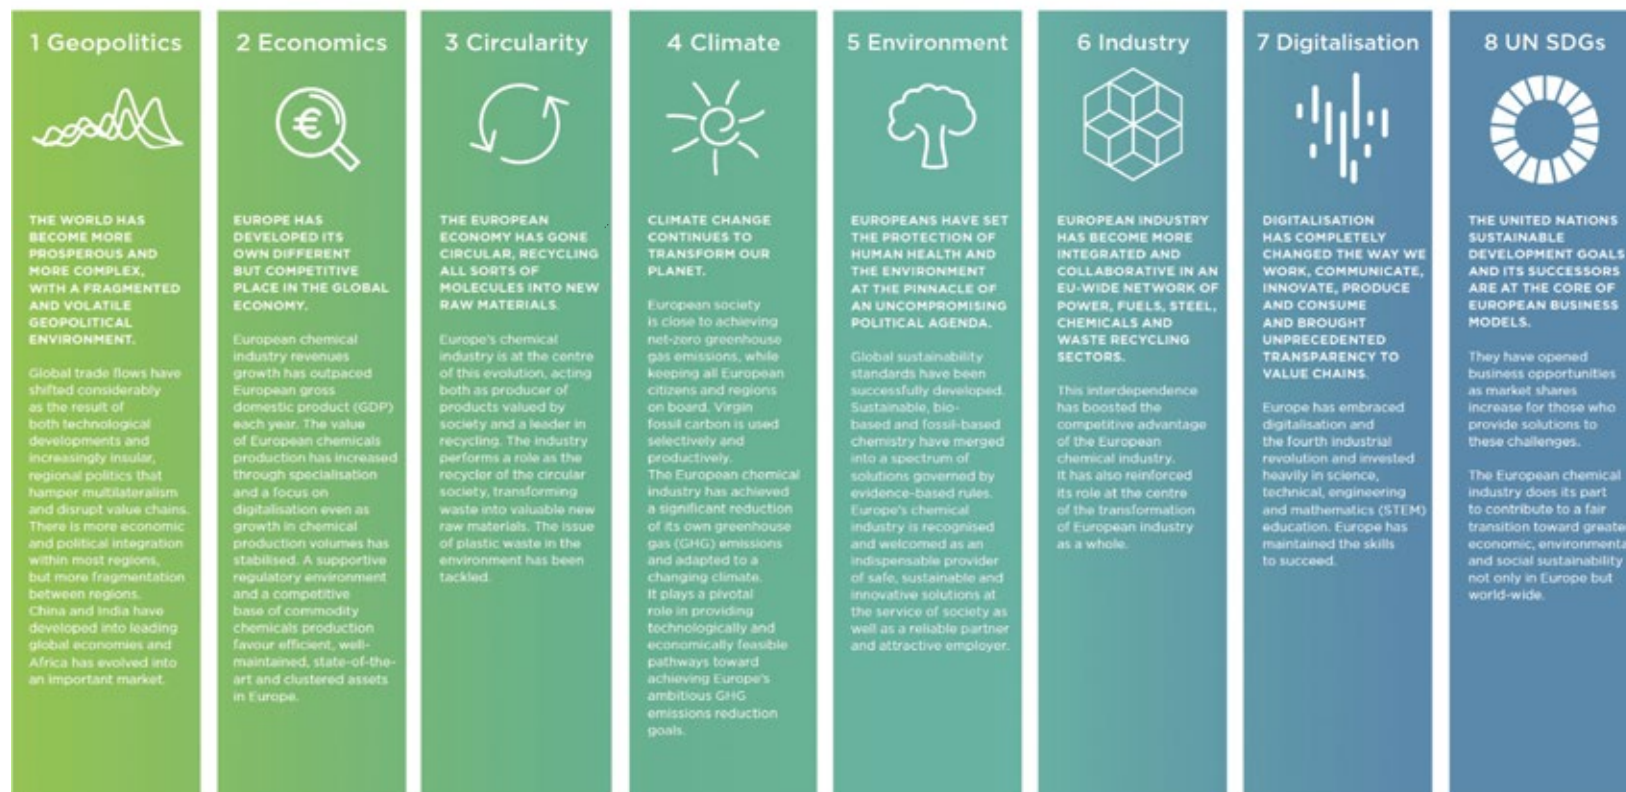 1 Geopolitics
THE WORLD HAS
BECOME MORE
PROSPEROUS AND
MORE COMPLEX,
WITH A FRAGMENTED
AND VOLATILE
GEOPOLITICAL
ENVIRONMENT.
Global trade flows have
shifted considerably
as the result of
both technological
developments and
increasingly insular,
regional politics that
hamper multilateralism
and disrupt value chains.
There is more economic
and political integration
within most regions,
but more fragmentation
between regions.
China and India have
developed into leading
global economies and
Africa has evolved into
an important market.
2 Economics
€
EUROPE HAS
DEVELOPED ITS
OWN DIFFERENT
BUT COMPETITIVE
PLACE IN THE GLOBAL
ECONOMY.
European chemical
industry revenues
growth has outpaced
European gross
domestic product (GDP)
each year. The value
of European chemicals
production has increased
through specialisation
and a focus on
digitalisation even as
growth in chemical
production volumes has
stabilised. A supportive
regulatory environment
and a competitive
base of commodity
chemicals production
favour efficient, well-
maintained, state-of-the-
art and clustered assets
in Europe.
3 Circularity
THE EUROPEAN
ECONOMY HAS GONE
CIRCULAR, RECYCLING
ALL SORTS OF
MOLECULES INTO NEW
RAW MATERIALS.
Europe's chemical
industry is at the centre
of this evolution, acting
both as producer of
products valued by
society and a leader in
recycling. The industry
performs a role as the
recycler of the circular
society, transforming
waste into valuable new
raw materials. The issue
of plastic waste in the
environment has been
tackled.
4 Climate
CLIMATE CHANGE
CONTINUES TO
TRANSFORM OUR
PLANET.
European society
is close to achieving
net-zero greenhouse
gas emissions, while
keeping all European
citizens and regions
on board. Virgin
fossil carbon is used
selectively and
productively.
The European chemical
industry has achieved
a significant reduction
of its own greenhouse
gas (GHG) emissions
and adapted to a
changing climate.
It plays a pivotal
role in providing
technologically and
economically feasible
pathways toward
achieving Europe's
ambitious GHG
emissions reduction
goals.
5 Environment
EUROPEANS HAVE SET
THE PROTECTION OF
HUMAN HEALTH AND
THE ENVIRONMENT
AT THE PINNACLE OF
AN UNCOMPROMISING
POLITICAL AGENDA.
Global sustainability
standards have been
successfully developed.
Sustainable, bio-
based and fossil-based
chemistry have merged
into a spectrum of
solutions governed by
evidence-based rules.
Europe's chemical
industry is recognised
and welcomed as an
indispensable provider
of safe, sustainable and
innovative solutions at
the service of society as
well as a reliable partner
and attractive employer.
6 Industry
EUROPEAN INDUSTRY
HAS BECOME MORE
INTEGRATED AND
COLLABORATIVE IN AN
EU-WIDE NETWORK OF
POWER, FUELS, STEEL,
CHEMICALS AND
WASTE RECYCLING
SECTORS.
This interdependence
has boosted the
competitive advantage
of the European
chemical industry.
It has also reinforced
its role at the centre
of the transformation
of European industry
as a whole.
7 Digitalisation
DIGITALISATION
HAS COMPLETELY
CHANGED THE WAY WE
WORK, COMMUNICATE,
INNOVATE, PRODUCE
AND CONSUME
AND BROUGHT
UNPRECEDENTED
TRANSPARENCY TO
VALUE CHAINS.
Europe has embraced
digitalisation and
the fourth industrial
revolution and invested
heavily in science,
technical, engineering
and mathematics (STEM)
education. Europe has
maintained the skills
to succeed.
8 UN SDGs
THE UNITED NATIONS
SUSTAINABLE
DEVELOPMENT GOALS
AND ITS SUCCESSORS
ARE AT THE CORE OF
EUROPEAN BUSINESS
MODELS.
They have opened
business opportunities
as market shares
increase for those who
provide solutions to
these challenges.
The European chemical
industry does its part
to contribute to a fair
transition toward greate
economic, environmenta
and social sustainability
not only in Europe but
world-wide.